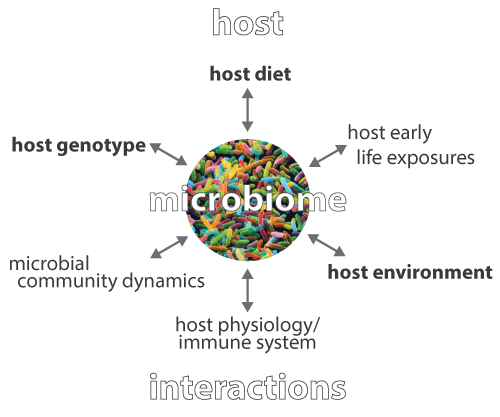 host
host diet
host genotype
host early
life exposures
microbiome
microbial
community dynamics
host environment
host physiology/
immune system
interactions